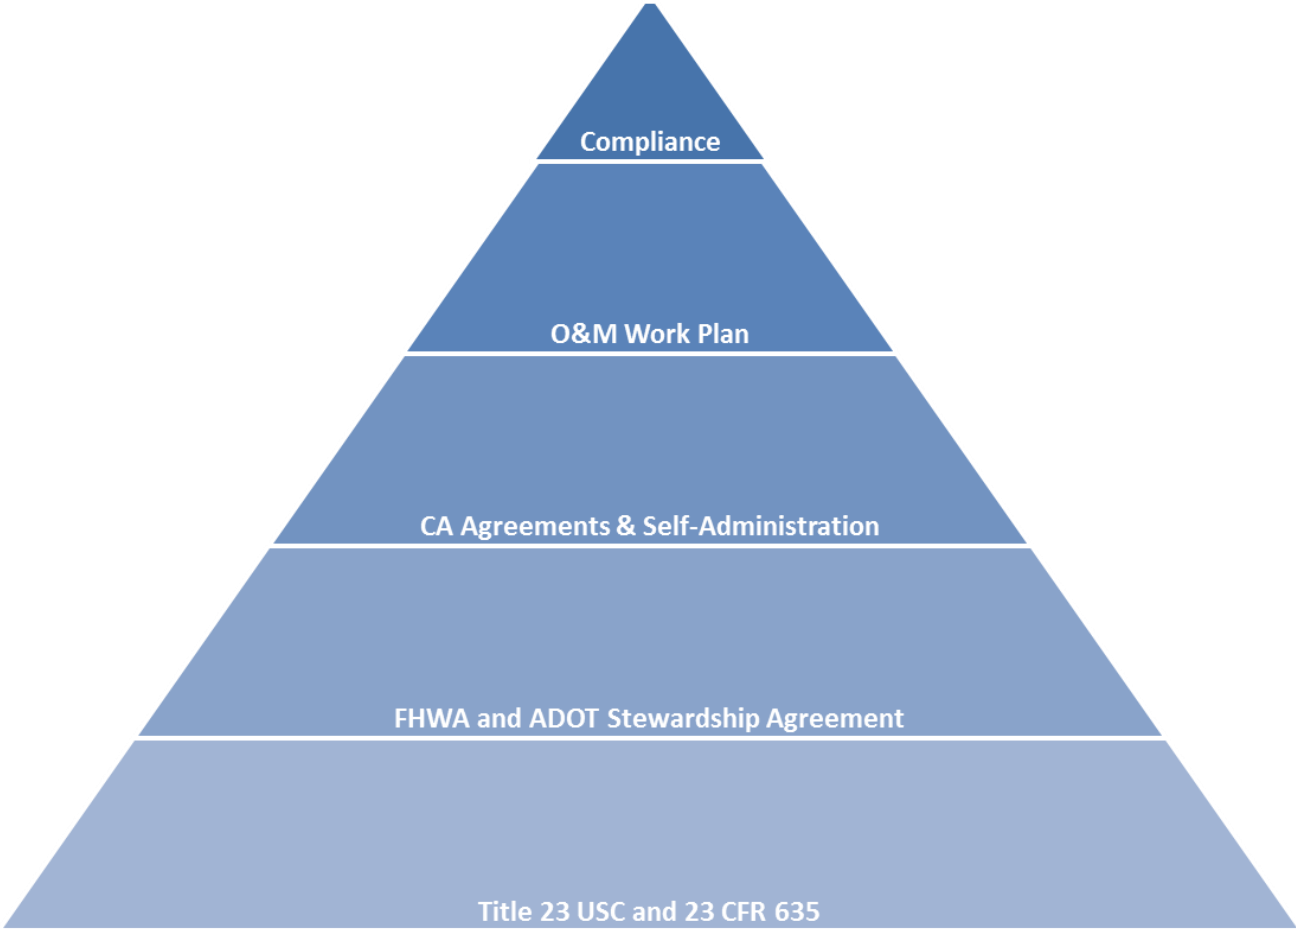 Compliance
O&M Work Plan
CA Agreements & Self-Administration
FHWA and ADOT Stewardship Agreement
Title 23 USC and 23 CFR 635